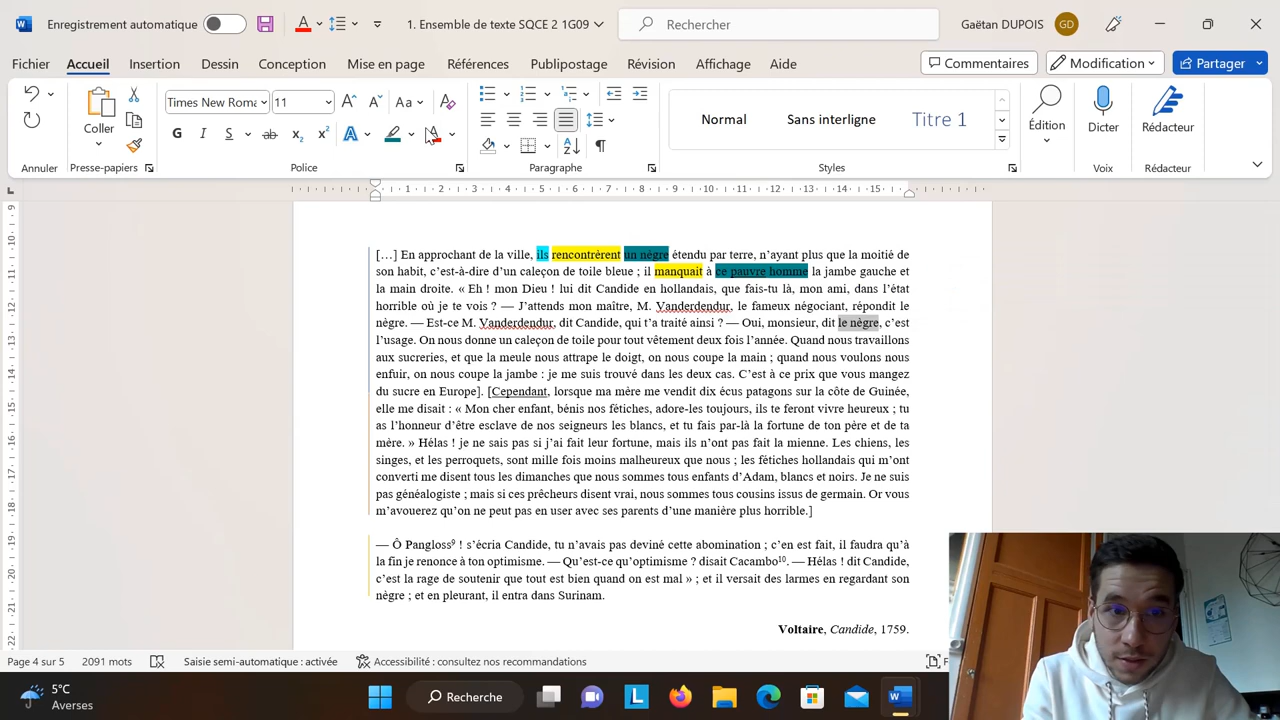 Enregistrement automatique
1. Ensemble de texte SQCE 2 1G09
Rechercher
Gaëtan DUPOIS
GD
Fichier Accueil Insertion Dessin Conception Mise en page Références Publipostage Révision Affichage Aide
Commentaires Modification Partager
Times New Roma 11
Coller
Normal Sans interligne Titre 1
Édition Dicter Rédacteur
Annuler Presse-papiers Police Paragraphe Styles Voix Rédacteur
1 2 3 4 5 6 7 8 9 10 11 12 13 14 15
[…] En approchant de la ville, ils rencontrèrent un nègre étendu par terre, n’ayant plus que la moitié de
son habit, c’est-à-dire d’un caleçon de toile bleue ; il manquait à ce pauvre homme la jambe gauche et
la main droite. « Eh ! mon Dieu ! lui dit Candide en hollandais, que fais-tu là, mon ami, dans l’état
horrible où je te vois ? — J’attends mon maître, M. Vanderdendur, le fameux négociant, répondit le
nègre. — Est-ce M. Vanderdendur, dit Candide, qui t’a traité ainsi ? — Oui, monsieur, dit le nègre, c’est
l’usage. On nous donne un caleçon de toile pour tout vêtement deux fois l’année. Quand nous travaillons
aux sucreries, et que la meule nous attrape le doigt, on nous coupe la main ; quand nous voulons nous
enfuir, on nous coupe la jambe : je me suis trouvé dans les deux cas. C’est à ce prix que vous mangez
du sucre en Europe]. [Cependant, lorsque ma mère me vendit dix écus patagons sur la côte de Guinée,
elle me disait : « Mon cher enfant, bénis nos fétiches, adore-les toujours, ils te feront vivre heureux ; tu
as l’honneur d’être esclave de nos seigneurs les blancs, et tu fais par-là la fortune de ton père et de ta
mère. » Hélas ! je ne sais pas si j’ai fait leur fortune, mais ils n’ont pas fait la mienne. Les chiens, les
singes, et les perroquets, sont mille fois moins malheureux que nous ; les fétiches hollandais qui m’ont
converti me disent tous les dimanches que nous sommes tous enfants d’Adam, blancs et noirs. Je ne suis
pas généalogiste ; mais si ces prêcheurs disent vrai, nous sommes tous cousins issus de germain. Or vous
m’avouerez qu’on ne peut pas en user avec ses parents d’une manière plus horrible.]
— Ô Pangloss⁹ ! s’écria Candide, tu n’avais pas deviné cette abomination ; c’en est fait, il faudra qu’à
la fin je renonce à ton optimisme. — Qu’est-ce qu’optimisme ? disait Cacambo¹⁰. — Hélas ! dit Candide,
c’est la rage de soutenir que tout est bien quand on est mal » ; et il versait des larmes en regardant son
nègre ; et en pleurant, il entra dans Surinam.
Voltaire, Candide, 1759.
Page 4 sur 5 2091 mots Saisie semi-automatique : activée Accessibilité : consultez nos recommandations
5°C
Averses
Recherche